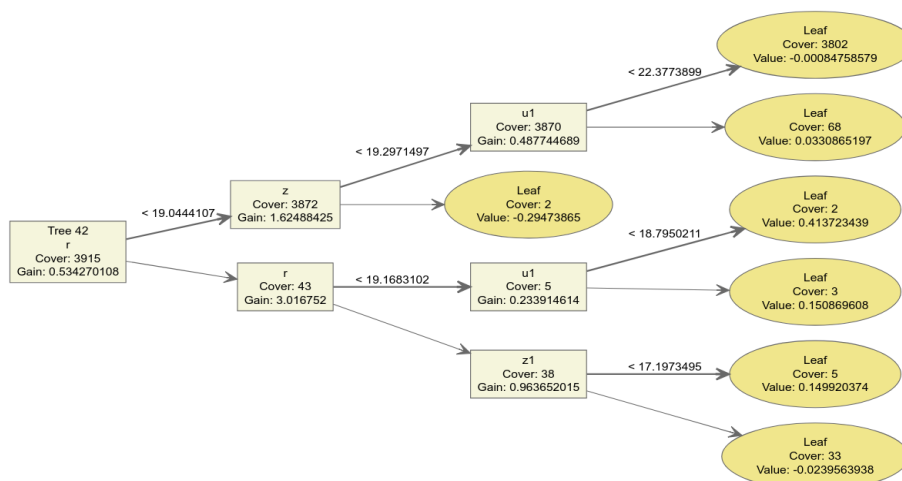 Tree 42
r
Cover: 3915
Gain: 0.534270108
< 19.0444107
z
Cover: 3872
Gain: 1.62488425
r
Cover: 43
Gain: 3.016752
< 19.2971497
< 19.1683102
u1
Cover: 3870
Gain: 0.487744689
Leaf
Cover: 2
Value: -0.29473865
u1
Cover: 5
Gain: 0.233914614
z1
Cover: 38
Gain: 0.963652015
< 22.3773899
< 18.7950211
< 17.1973495
Leaf
Cover: 3802
Value: -0.00084758579
Leaf
Cover: 68
Value: 0.0330865197
Leaf
Cover: 2
Value: 0.413723439
Leaf
Cover: 3
Value: 0.150869608
Leaf
Cover: 5
Value: 0.149920374
Leaf
Cover: 33
Value: -0.0239563938